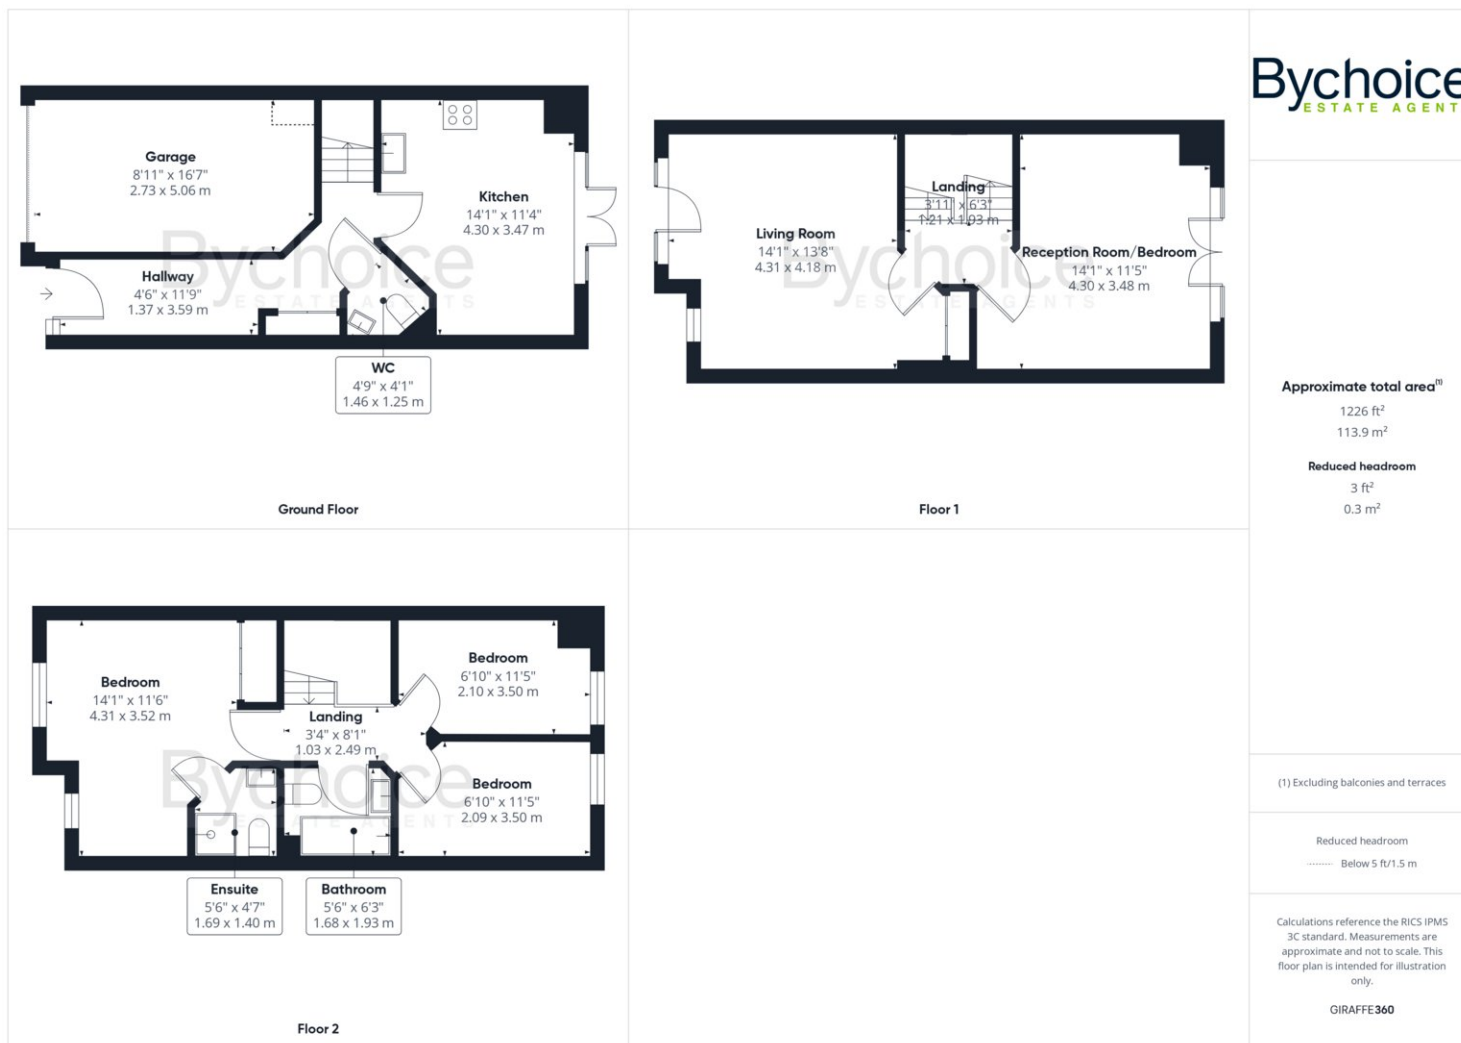 Garage
8'11" x 16'7"
2.73 x 5.06 m
Kitchen
14'1" x 11'4"
4.30 x 3.47 m
Hallway
4'6" x 11'9"
1.37 x 3.59 m
WC
4'9" x 4'1"
1.46 x 1.25 m
Bychoice
ESTATE AGENTS
Ground Floor
Living Room
14'1" x 13'8"
4.31 x 4.18 m
Landing
3'11" x 6'3"
1.21 x 1.93 m
Reception Room/Bedroom
14'1" x 11'5"
4.30 x 3.48 m
Bychoice
ESTATE AGENTS
Floor 1
Bedroom
14'1" x 11'6"
4.31 x 3.52 m
Landing
3'4" x 8'1"
1.03 x 2.49 m
Bedroom
6'10" x 11'5"
2.10 x 3.50 m
Bedroom
6'10" x 11'5"
2.09 x 3.50 m
Bychoice
ESTATE AGENTS
Ensuite
5'6" x 4'7"
1.69 x 1.40 m
Bathroom
5'6" x 6'3"
1.68 x 1.93 m
Floor 2
Bychoice
ESTATE AGENT
Approximate total area(1)
1226 ft²
113.9 m²
Reduced headroom
3 ft²
0.3 m²
(1) Excluding balconies and terraces
Reduced headroom
Below 5 ft/1.5 m
Calculations reference the RICS IPMS
3C standard. Measurements are
approximate and not to scale. This
floor plan is intended for illustration
only.
GIRAFFE360